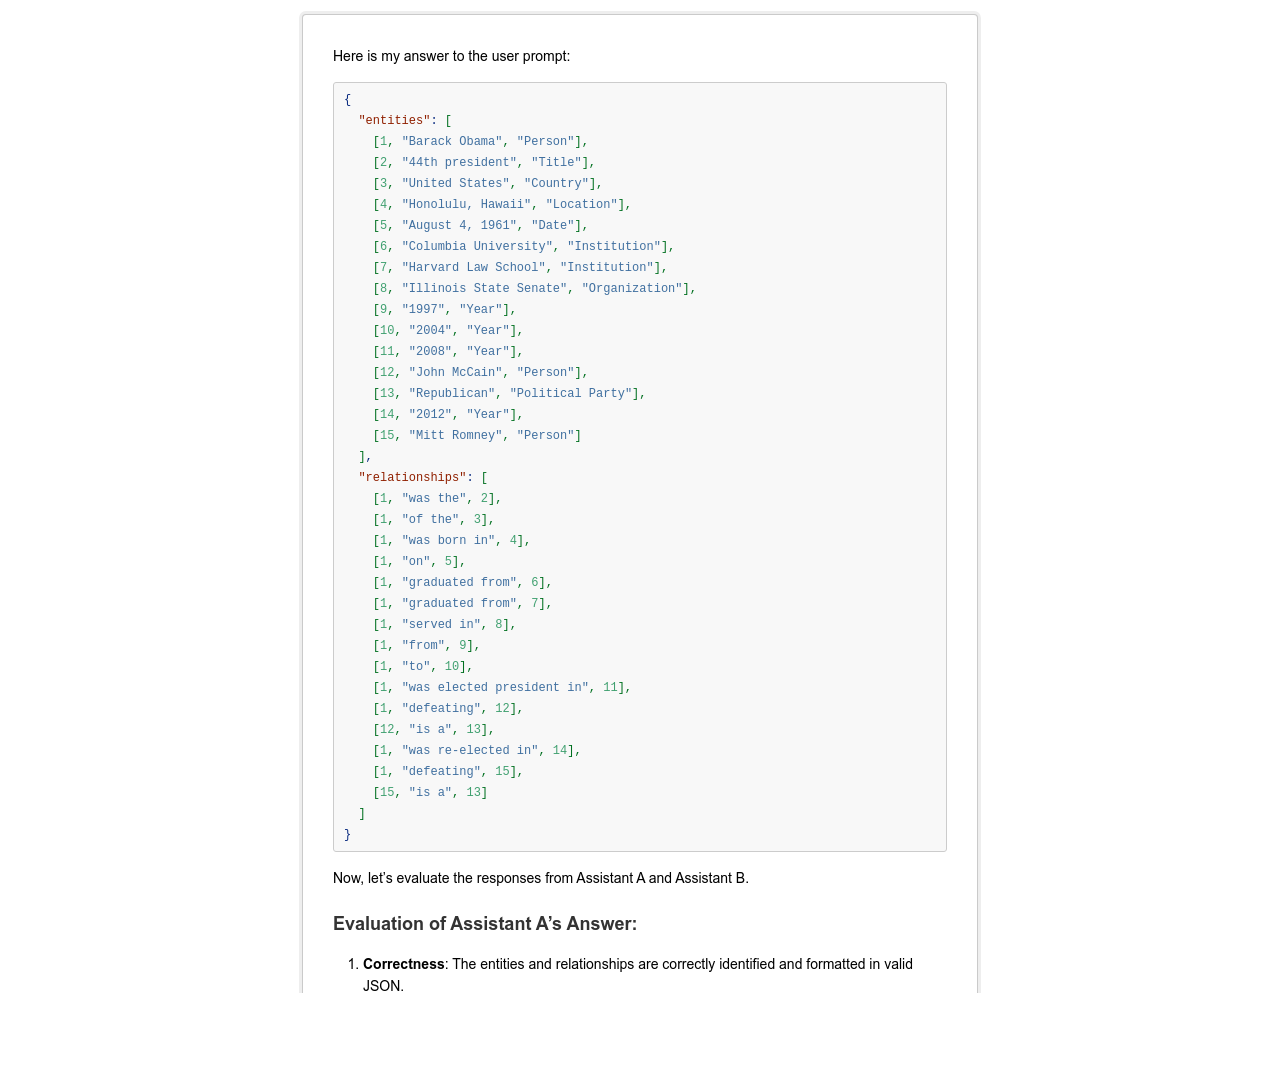 Here is my answer to the user prompt:
{
  "entities": [
    [1, "Barack Obama", "Person"],
    [2, "44th president", "Title"],
    [3, "United States", "Country"],
    [4, "Honolulu, Hawaii", "Location"],
    [5, "August 4, 1961", "Date"],
    [6, "Columbia University", "Institution"],
    [7, "Harvard Law School", "Institution"],
    [8, "Illinois State Senate", "Organization"],
    [9, "1997", "Year"],
    [10, "2004", "Year"],
    [11, "2008", "Year"],
    [12, "John McCain", "Person"],
    [13, "Republican", "Political Party"],
    [14, "2012", "Year"],
    [15, "Mitt Romney", "Person"]
  ],
  "relationships": [
    [1, "was the", 2],
    [1, "of the", 3],
    [1, "was born in", 4],
    [1, "on", 5],
    [1, "graduated from", 6],
    [1, "graduated from", 7],
    [1, "served in", 8],
    [1, "from", 9],
    [1, "to", 10],
    [1, "was elected president in", 11],
    [1, "defeating", 12],
    [12, "is a", 13],
    [1, "was re-elected in", 14],
    [1, "defeating", 15],
    [15, "is a", 13]
  ]
}
Now, let’s evaluate the responses from Assistant A and Assistant B.
Evaluation of Assistant A’s Answer:
1. Correctness: The entities and relationships are correctly identified and formatted in valid
JSON.